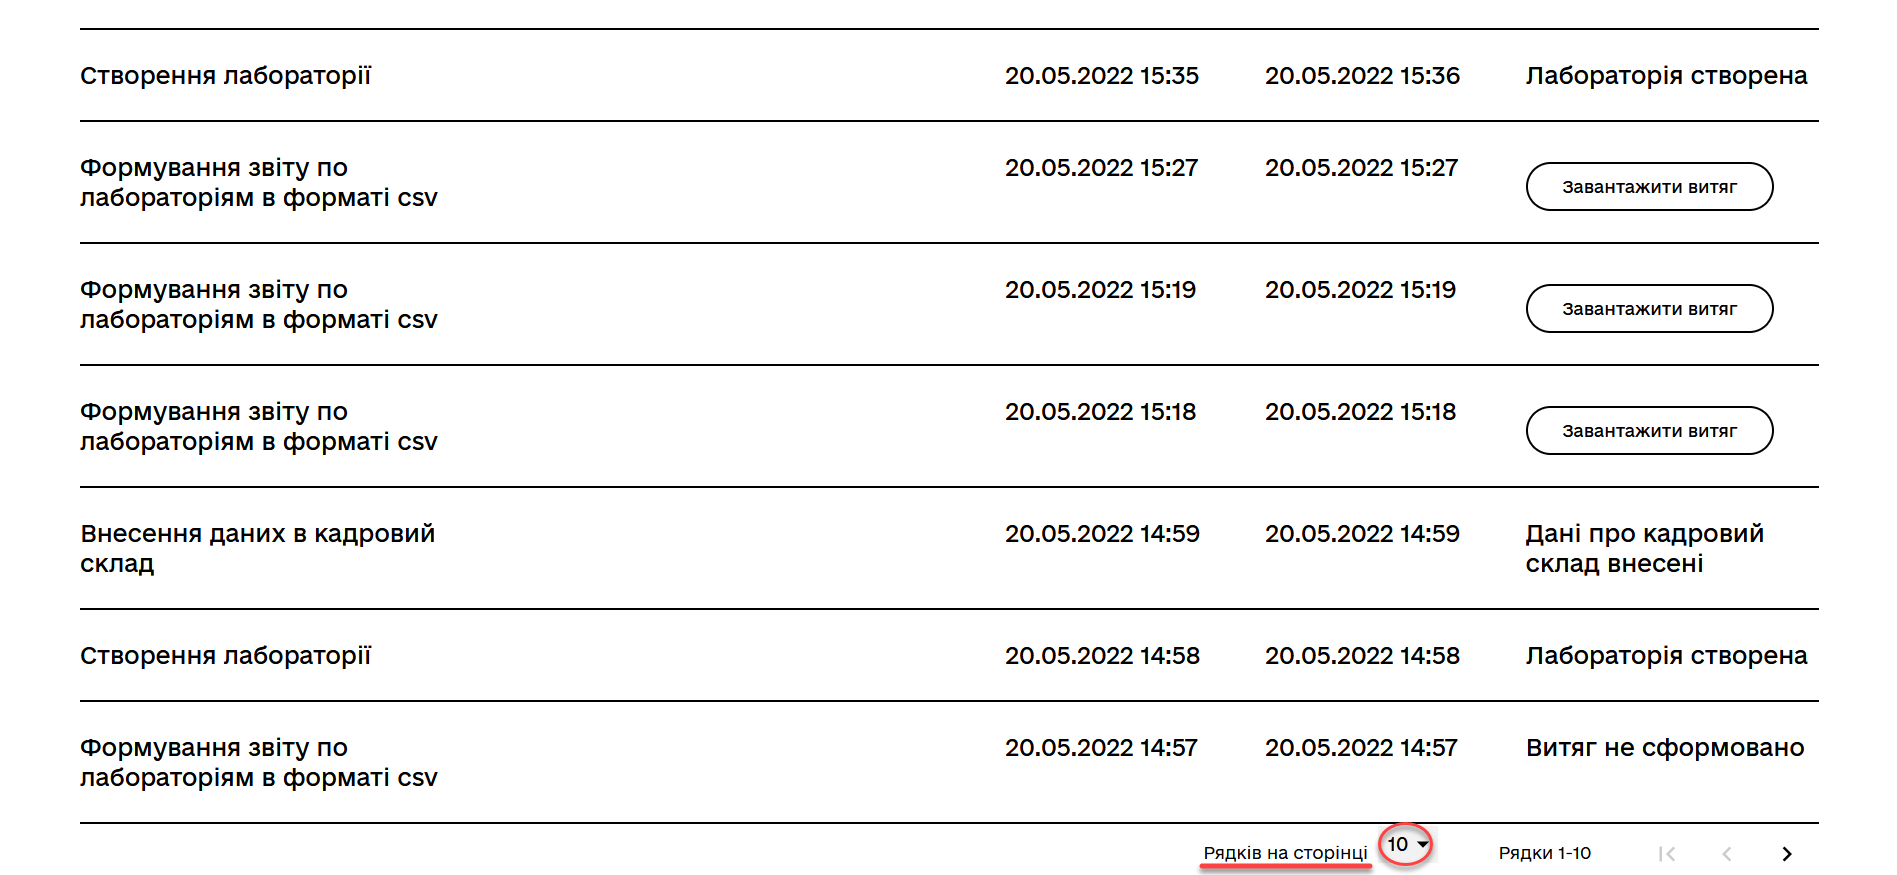 Створення лабораторії 20.05.2022 15:35 20.05.2022 15:36 Лабораторія створена
Формування звіту по 20.05.2022 15:27 20.05.2022 15:27
лабораторіям в форматі csv Завантажити витяг
Формування звіту по 20.05.2022 15:19 20.05.2022 15:19
лабораторіям в форматі csv Завантажити витяг
Формування звіту по 20.05.2022 15:18 20.05.2022 15:18
лабораторіям в форматі csv Завантажити витяг
Внесення даних в кадровий 20.05.2022 14:59 20.05.2022 14:59 Дані про кадровий
склад склад внесені
Створення лабораторії 20.05.2022 14:58 20.05.2022 14:58 Лабораторія створена
Формування звіту по 20.05.2022 14:57 20.05.2022 14:57 Витяг не сформовано
лабораторіям в форматі csv
Рядків на сторінці 10 Рядки 1-10